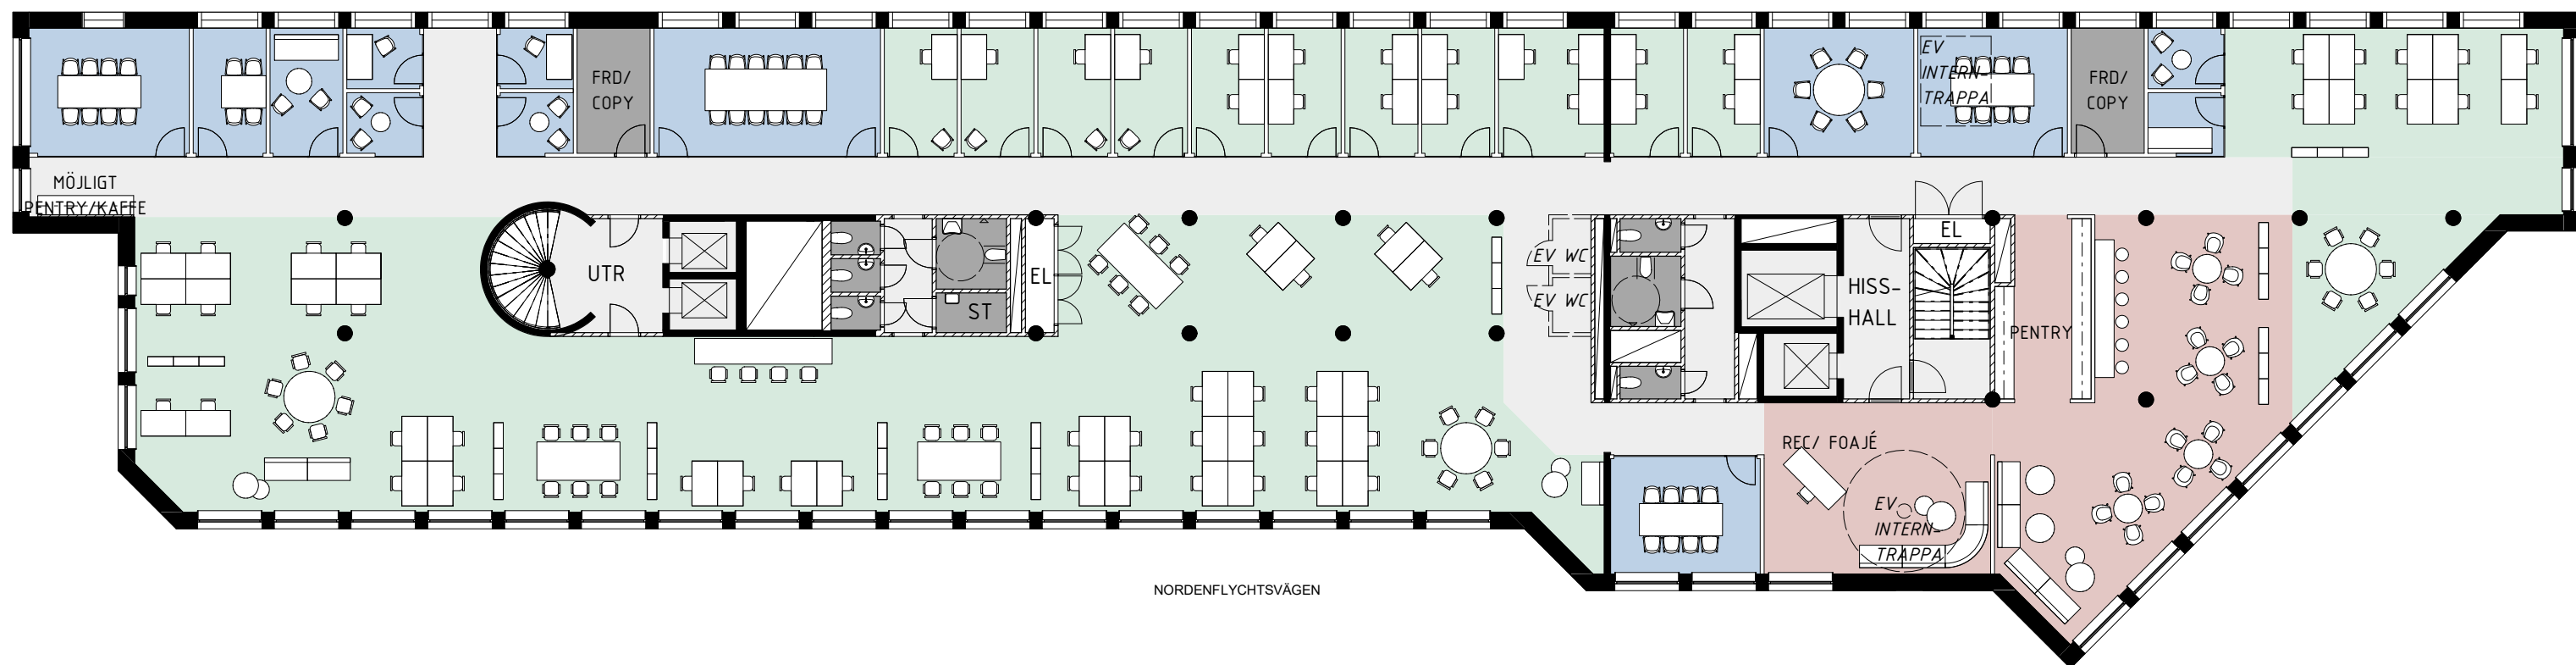 FRD/
COPY
EV
INTERN-
TRAPPA
FRD/
COPY
MÖJLIGT
PENTRY/KAFFE
UTR
ST
EL
EV WC
EV WC
HISS-
HALL
EL
PENTRY
REC/ FOAJÉ
EV
INTERN-
TRAPPA
NORDENFLYCHTSVÄGEN